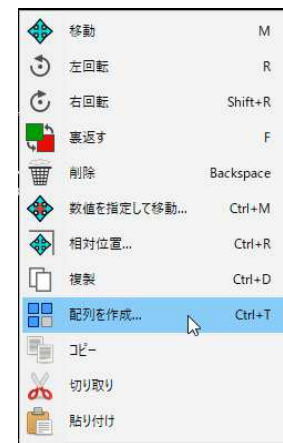 移動 M
左回転 R
右回転 Shift+R
裏返す F
削除 Backspace
数値を指定して移動... Ctrl+M
相対位置... Ctrl+R
複製 Ctrl+D
配列を作成... Ctrl+T
コピー
切り取り
貼り付け